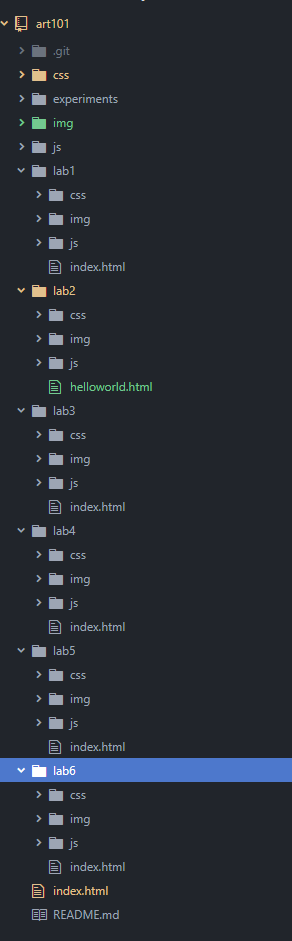 art101
.git
css
experiments
img
js
lab1
css
img
js
index.html
lab2
css
img
js
helloworld.html
lab3
css
img
js
index.html
lab4
css
img
js
index.html
lab5
css
img
js
index.html
lab6
css
img
js
index.html
index.html
README.md